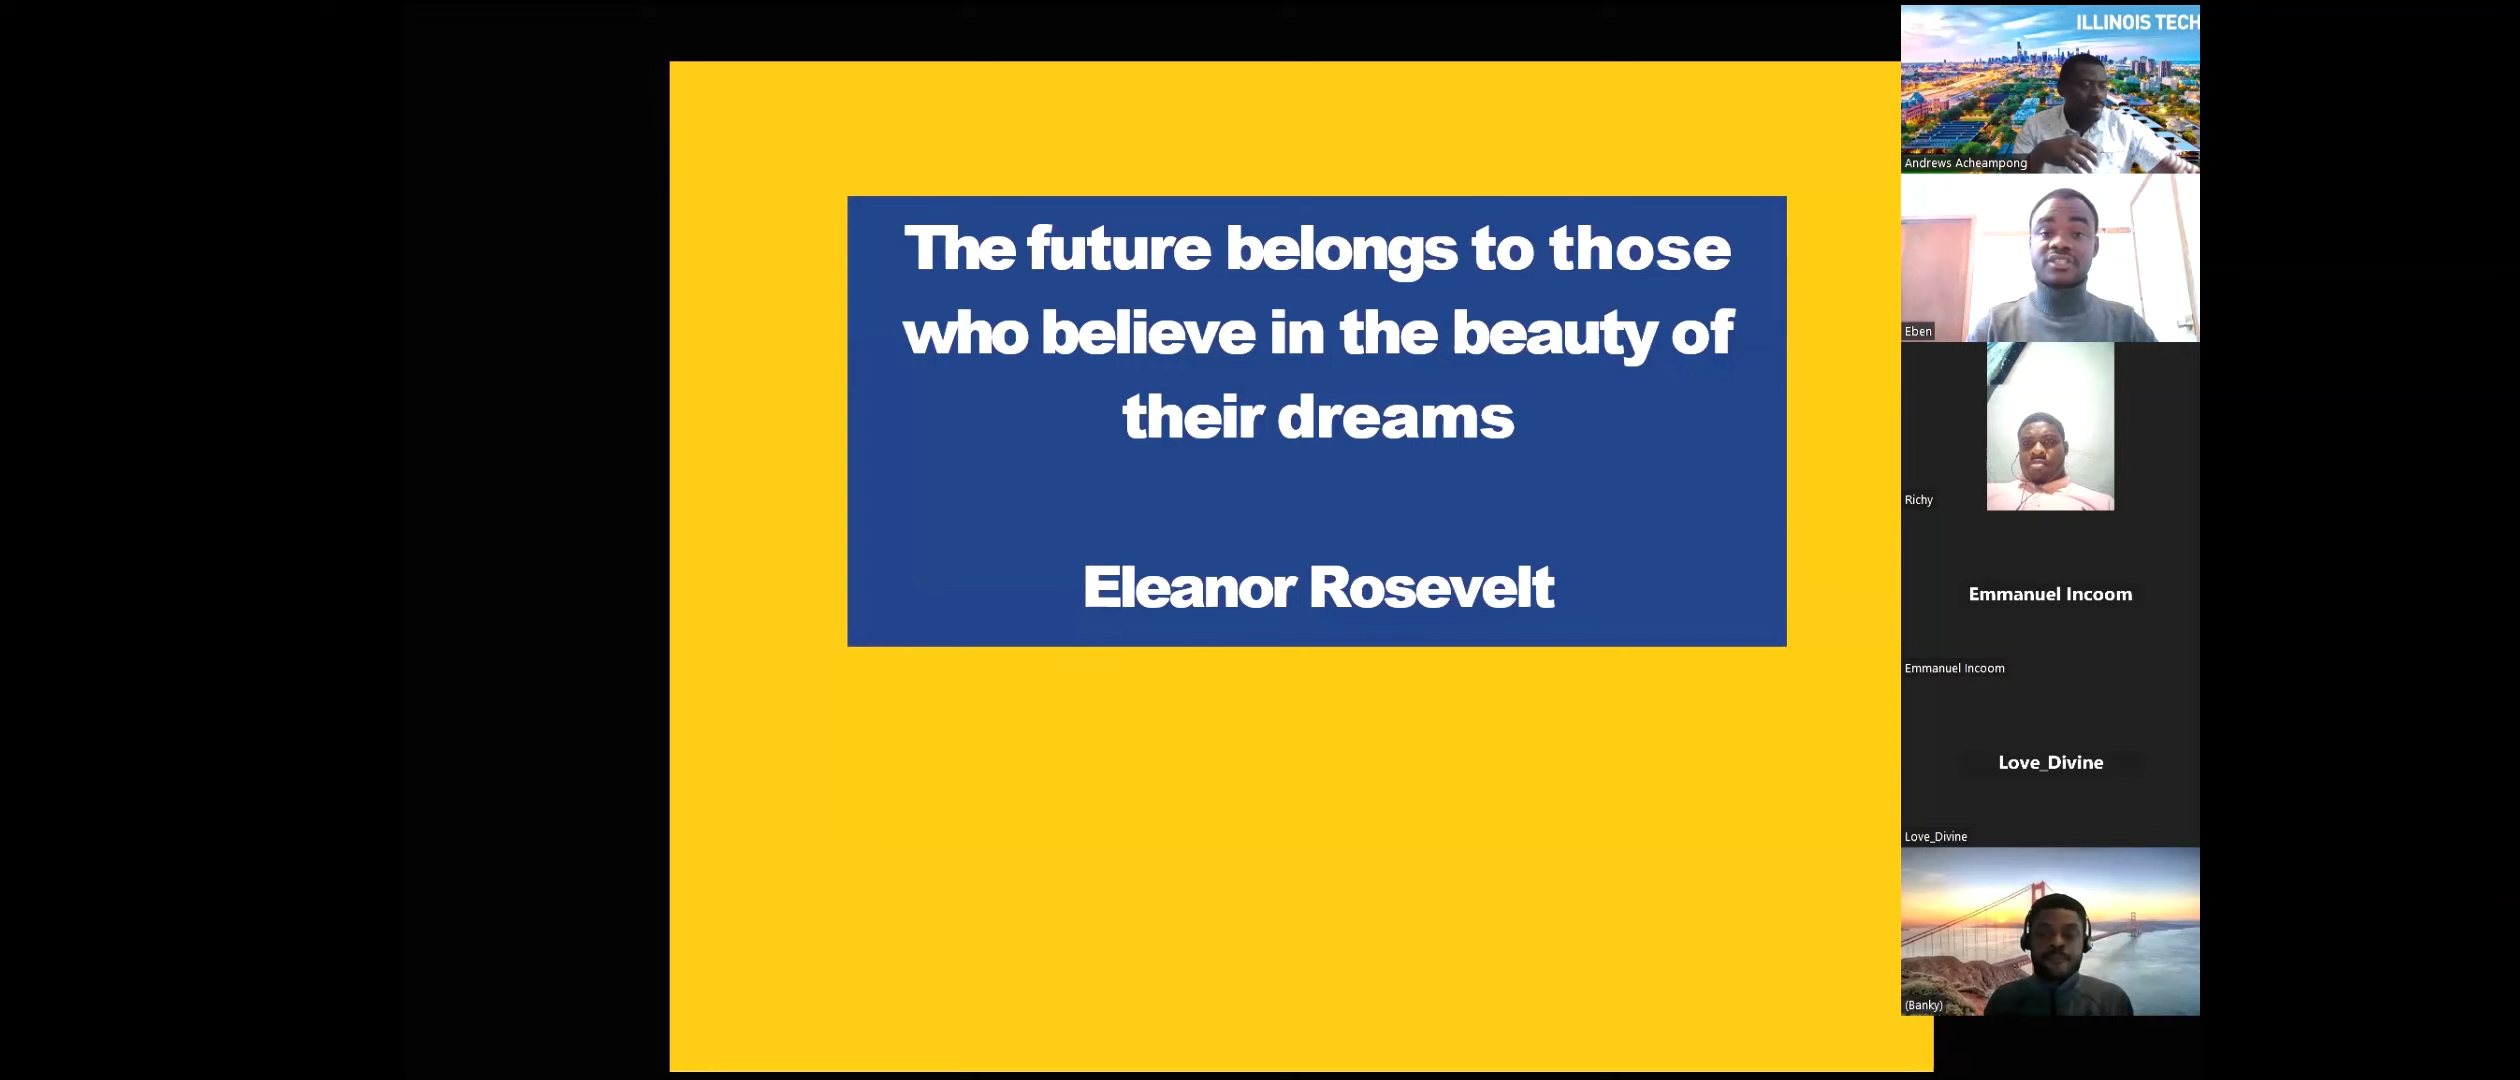 The future belongs to those
who believe in the beauty of
their dreams
Eleanor Rosevelt
ILLINOIS TECH
Andrews Acheampong
Eben
Richy
Emmanuel Incoom
Emmanuel Incoom
Love_Divine
Love_Divine
(Banky)